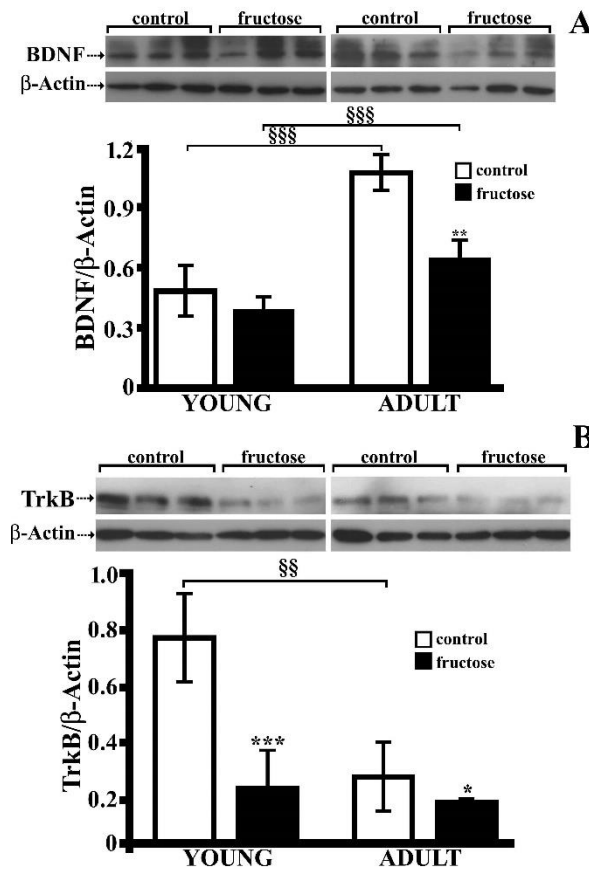 A
control fructose control fructose
BDNF
β-Actin
§§§
§§§
1.2
0.9
0.6
0.3
0
BDNF/β-Actin
control
fructose
**
YOUNG ADULT
B
control fructose control fructose
TrkB
β-Actin
§§
1.0
0.8
0.6
0.4
0.2
0
TrkB/β-Actin
control
fructose
***
*
YOUNG ADULT